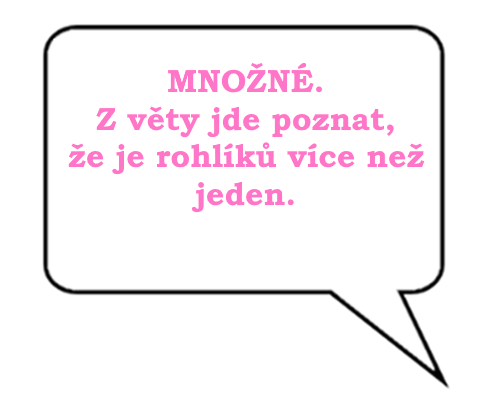 MNOŽNÉ.
Z věty jde poznat,
že je rohlíků více než
jeden.